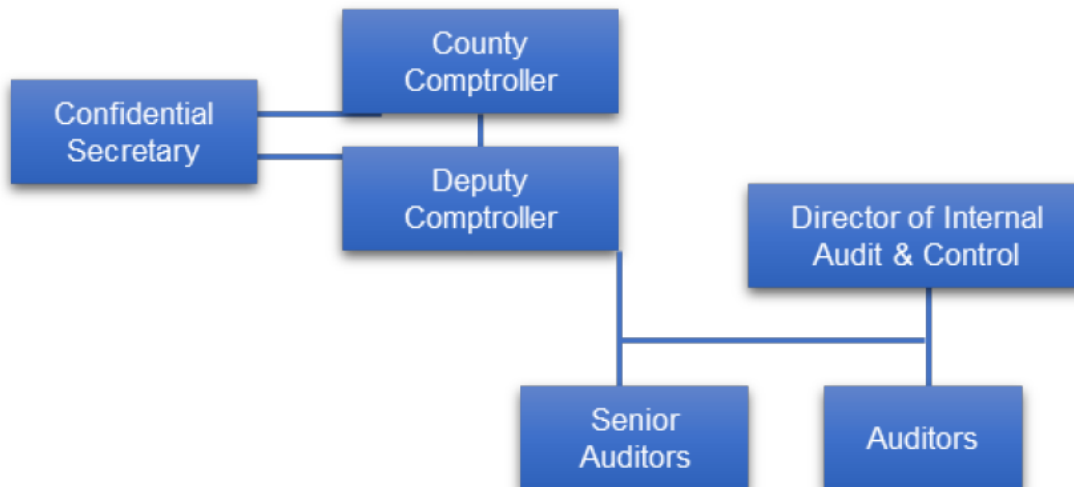 County
Comptroller
Confidential
Secretary
Deputy
Comptroller
Director of Internal
Audit & Control
Senior
Auditors
Auditors